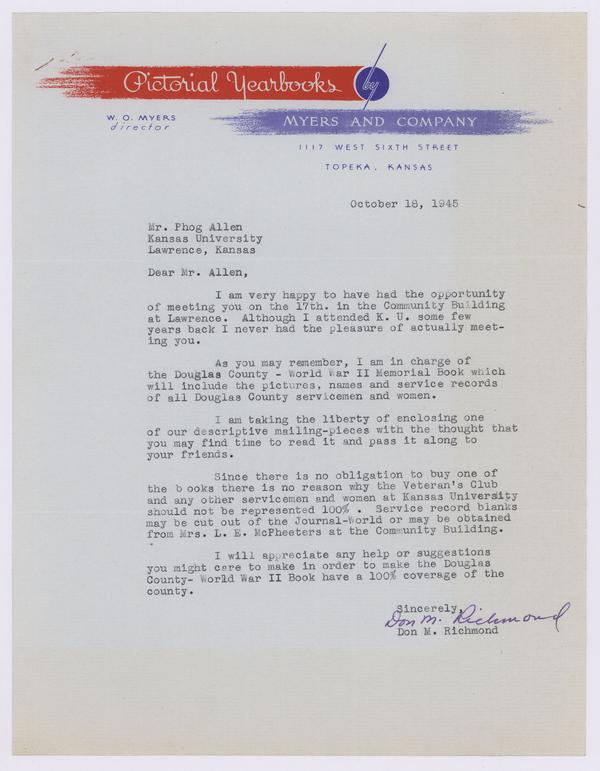 Pictorial Yearbooks by
W. O. MYERS
director
MYERS AND COMPANY
1117 WEST SIXTH STREET
TOPEKA, KANSAS
October 18, 1945
Mr. Phog Allen
Kansas University
Lawrence, Kansas
Dear Mr. Allen,
I am very happy to have had the opportunity
of meeting you on the 17th. in the Community Building
at Lawrence. Although I attended K. U. some few
years back I never had the pleasure of actually meet-
ing you.
As you may remember, I am in charge of
the Douglas County - World War II Memorial Book which
will include the pictures, names and service records
of all Douglas County servicemen and women.
I am taking the liberty of enclosing one
of our descriptive mailing-pieces with the thought that
you may find time to read it and pass it along to
your friends.
Since there is no obligation to buy one of
the b ooks there is no reason why the Veteran's Club
and any other servicemen and women at Kansas University
should not be represented 100% . Service record blanks
may be cut out of the Journal-World or may be obtained
from Mrs. L. E. McPheeters at the Community Building.
I will appreciate any help or suggestions
you might care to make in order to make the Douglas
County- World War II Book have a 100% coverage of the
county.
Sincerely,
Don M. Richmond
Don M. Richmond